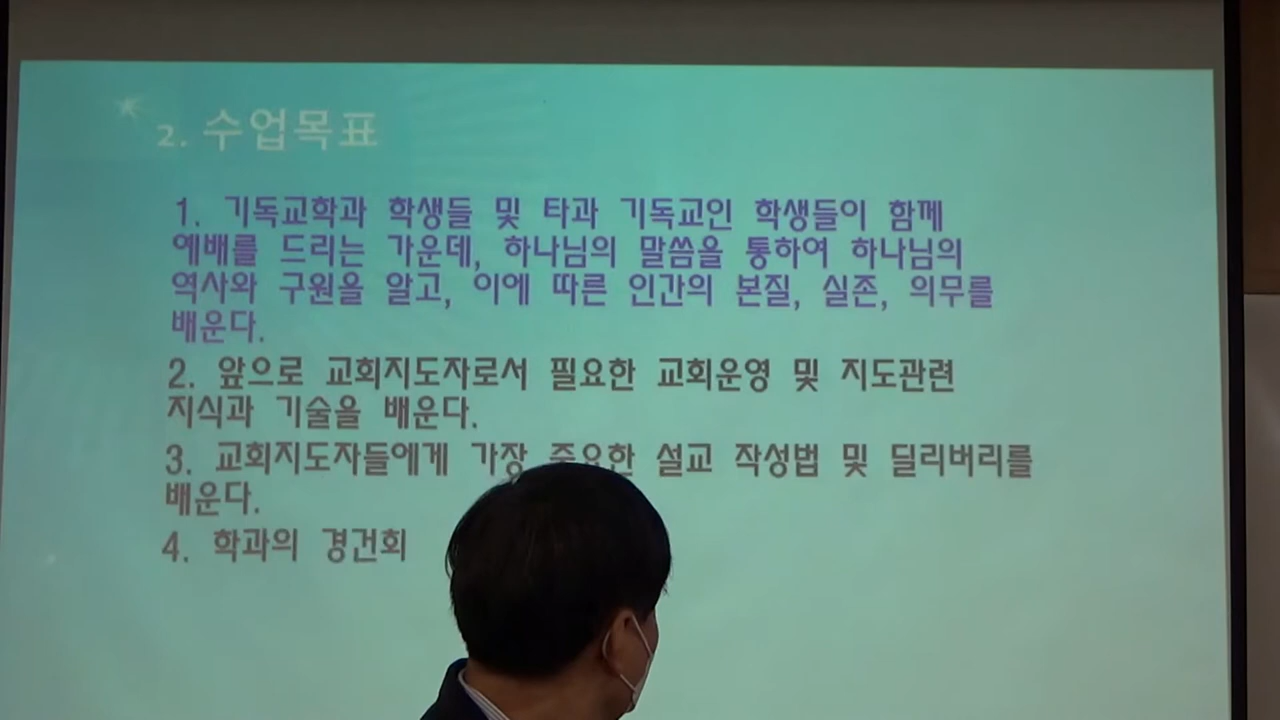 2. 수업목표
1. 기독교학과 학생들 및 타과 기독교인 학생들이 함께
예배를 드리는 가운데, 하나님의 말씀을 통하여 하나님의
역사와 구원을 알고, 이에 따른 인간의 본질, 실존, 의무를
배운다.
2. 앞으로 교회지도자로서 필요한 교회운영 및 지도관련
지식과 기술을 배운다.
3. 교회지도자들에게 가장 중요한 설교 작성법 및 딜리버리를
배운다.
4. 학과의 경건회